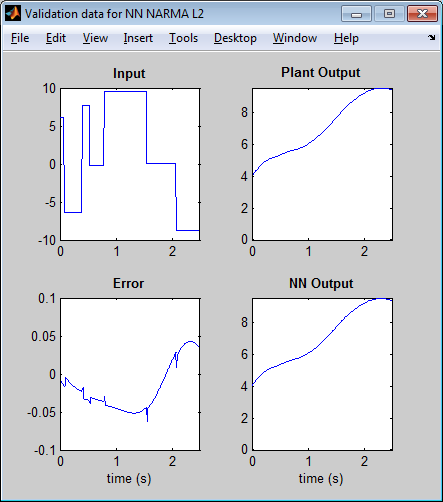 Validation data for NN NARMA L2
File Edit View Insert Tools Desktop Window Help
Input
10
5
0
-5
-10
0 1 2
Plant Output
8
6
4
2
0
0 1 2
Error
0.1
0.05
0
-0.05
-0.1
0 1 2
time (s)
NN Output
8
6
4
2
0
0 1 2
time (s)